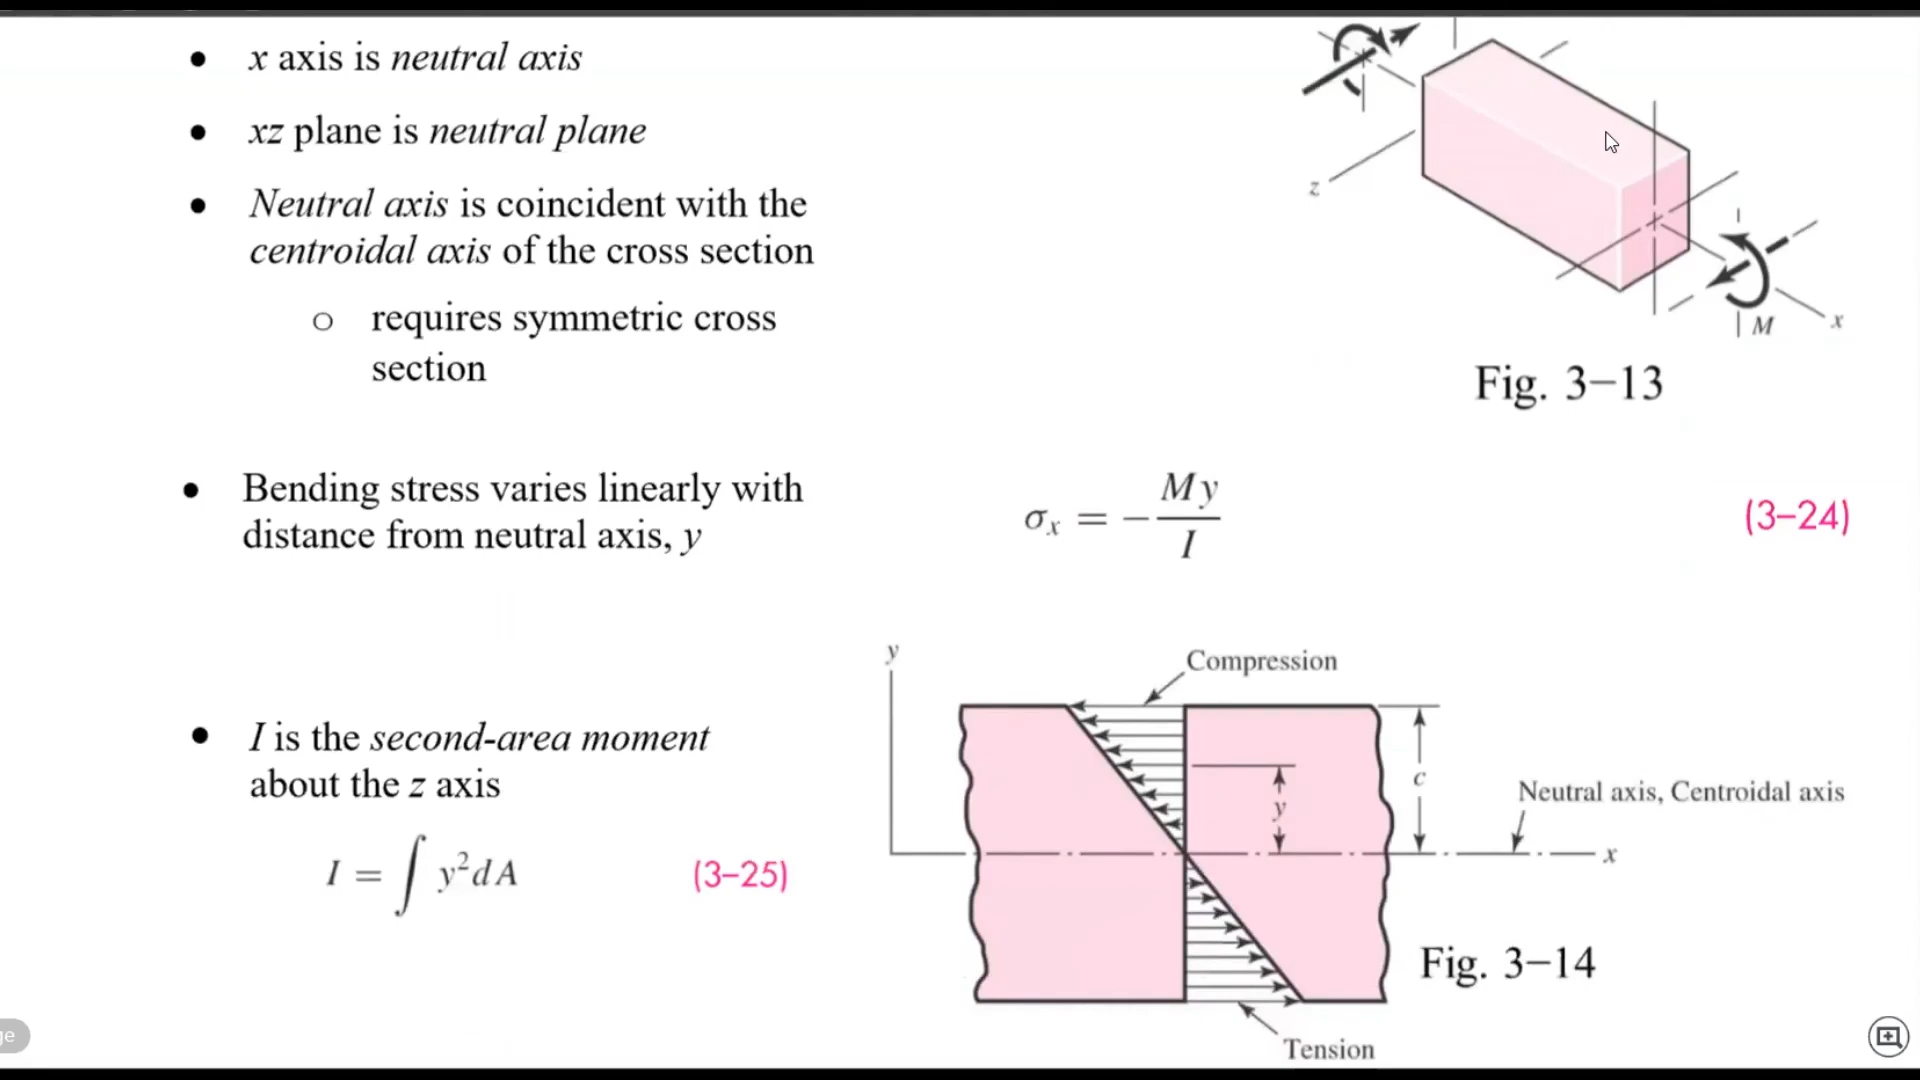 • x axis is neutral axis
• xz plane is neutral plane
• Neutral axis is coincident with the
centroidal axis of the cross section
o requires symmetric cross
section
z
M
x
Fig. 3–13
• Bending stress varies linearly with
distance from neutral axis, y
σx = − My / I
(3–24)
• I is the second-area moment
about the z axis
I = ∫ y²dA
(3–25)
y
Compression
c
y
Neutral axis, Centroidal axis
x
Fig. 3–14
Tension
ge